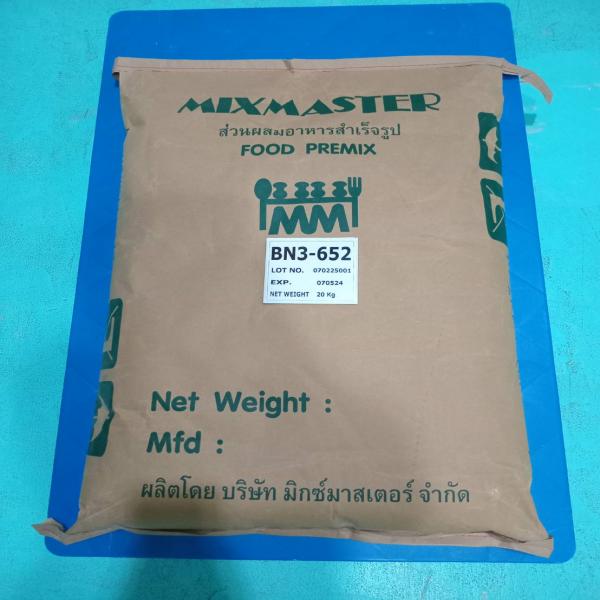 MIXMASTER
ส่วนผสมอาหารสำเร็จรูป
FOOD PREMIX
MM
BN3-652
LOT NO. 070225001
EXP. 070524
NET WEIGHT 20 Kg
Net Weight :
Mfd :
ผลิตโดย บริษัท มิกซ์มาสเตอร์ จำกัด